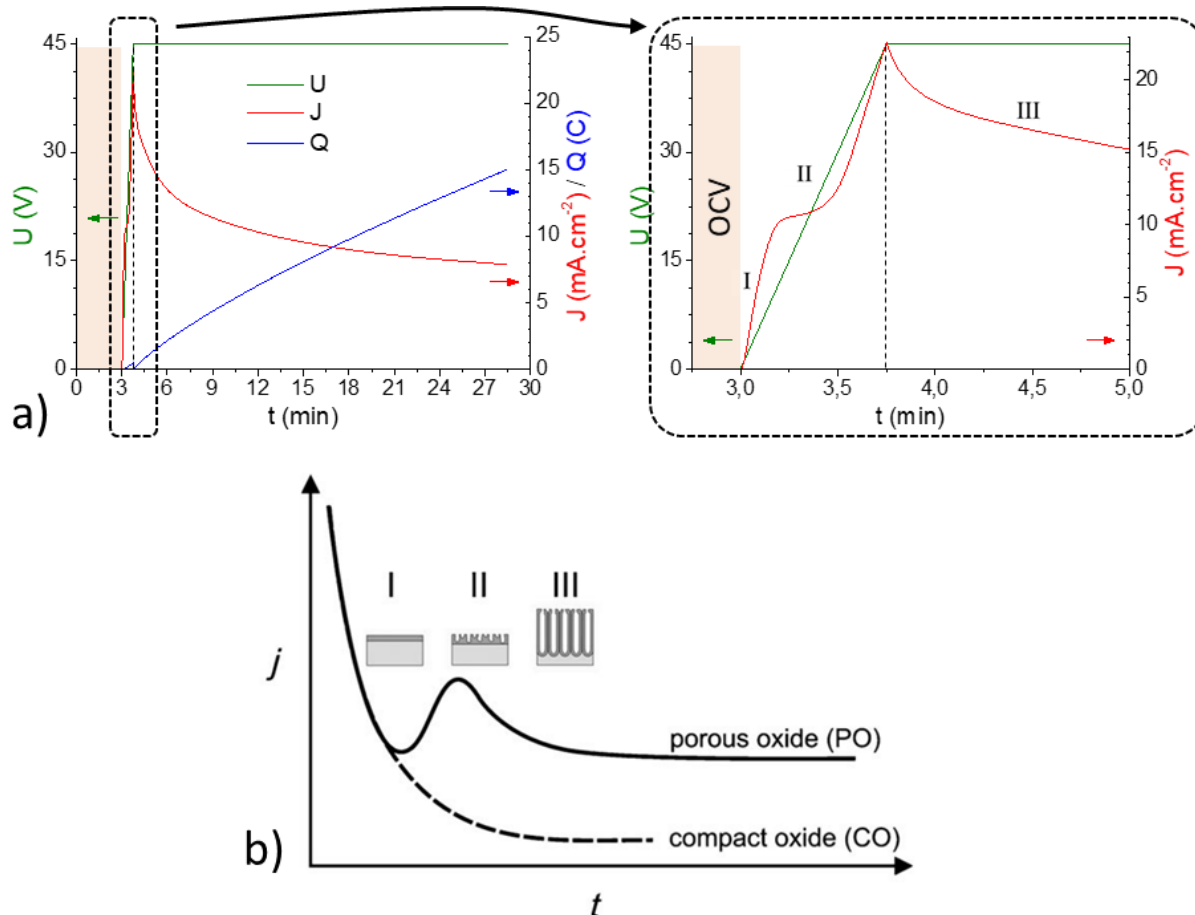 45
30
15
0
U (V)
U
J
Q
25
20
15
10
5
0
J (mA.cm-2) / Q (C)
0 3 6 9 12 15 18 21 24 27 30
t (min)
a)
45
30
15
0
U (V)
OCV
I
II
III
20
15
10
5
0
J (mA.cm-2)
3,0 3,5 4,0 4,5 5,0
t (min)
I II III
j
porous oxide (PO)
compact oxide (CO)
b)
t